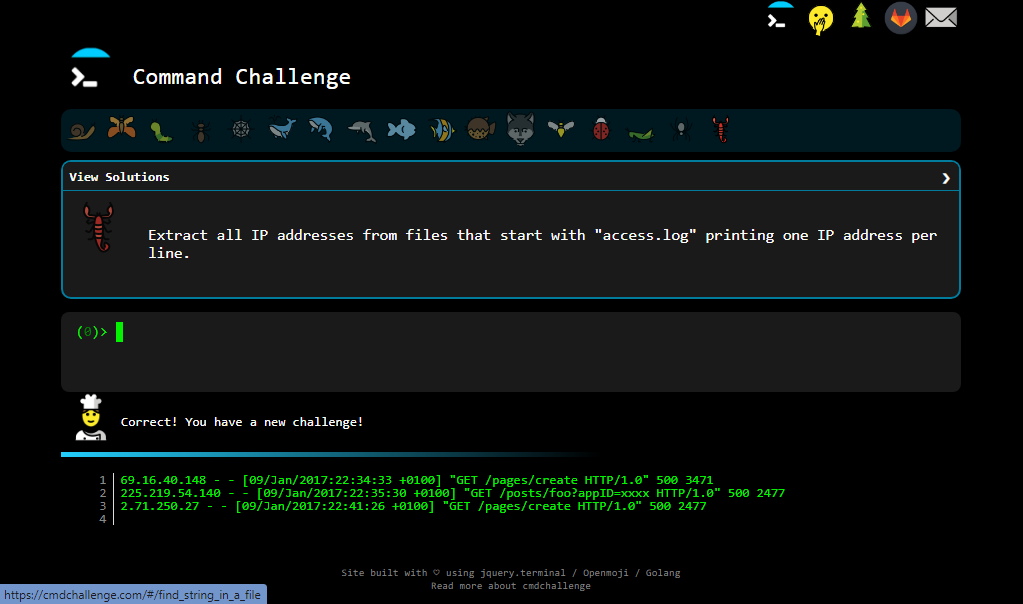 Command Challenge
View Solutions
Extract all IP addresses from files that start with "access.log" printing one IP address per
line.
(0)>
Correct! You have a new challenge!
1 69.16.40.148 - - [09/Jan/2017:22:34:33 +0100] "GET /pages/create HTTP/1.0" 500 3471
2 225.219.54.140 - - [09/Jan/2017:22:35:30 +0100] "GET /posts/foo?appID=xxxx HTTP/1.0" 500 2477
3 2.71.250.27 - - [09/Jan/2017:22:41:26 +0100] "GET /pages/create HTTP/1.0" 500 2477
4
Site built with ♡ using jquery.terminal / Openmoji / Golang
Read more about cmdchallenge
https://cmdchallenge.com/#/find_string_in_a_file